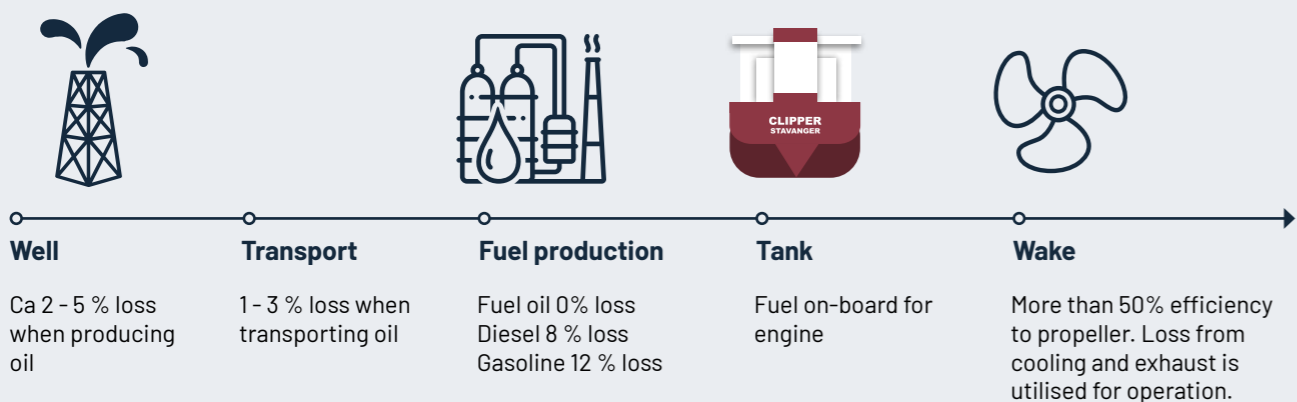 CLIPPER
STAVANGER
Well
Ca 2 - 5 % loss
when producing
oil
Transport
1 - 3 % loss when
transporting oil
Fuel production
Fuel oil 0% loss
Diesel 8 % loss
Gasoline 12 % loss
Tank
Fuel on-board for
engine
Wake
More than 50% efficiency
to propeller. Loss from
cooling and exhaust is
utilised for operation.